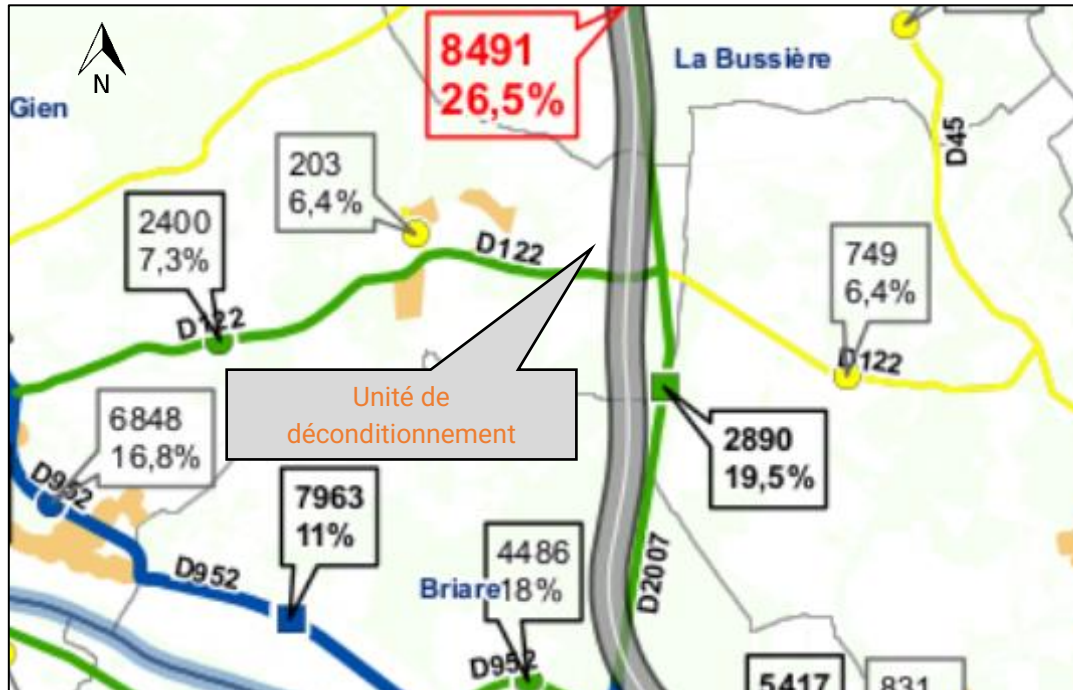 8491
26,5%
La Bussière
N
Gien
D45
203
6,4%
2400
7,3%
D122
749
6,4%
D122
D122
Unité de
déconditionnement
6848
16,8%
2890
19,5%
D952
7963
11%
4486
18%
D952
Briare
D2007
D952
5417
831